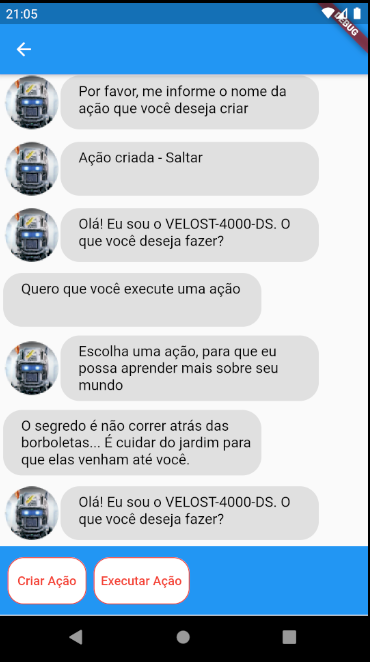 21:05
DEBUG
Por favor, me informe o nome da
ação que você deseja criar
Ação criada - Saltar
Olá! Eu sou o VELOST-4000-DS. O
que você deseja fazer?
Quero que você execute uma ação
Escolha uma ação, para que eu
possa aprender mais sobre seu
mundo
O segredo é não correr atrás das
borboletas... É cuidar do jardim para
que elas venham até você.
Olá! Eu sou o VELOST-4000-DS. O
que você deseja fazer?
Criar Ação
Executar Ação